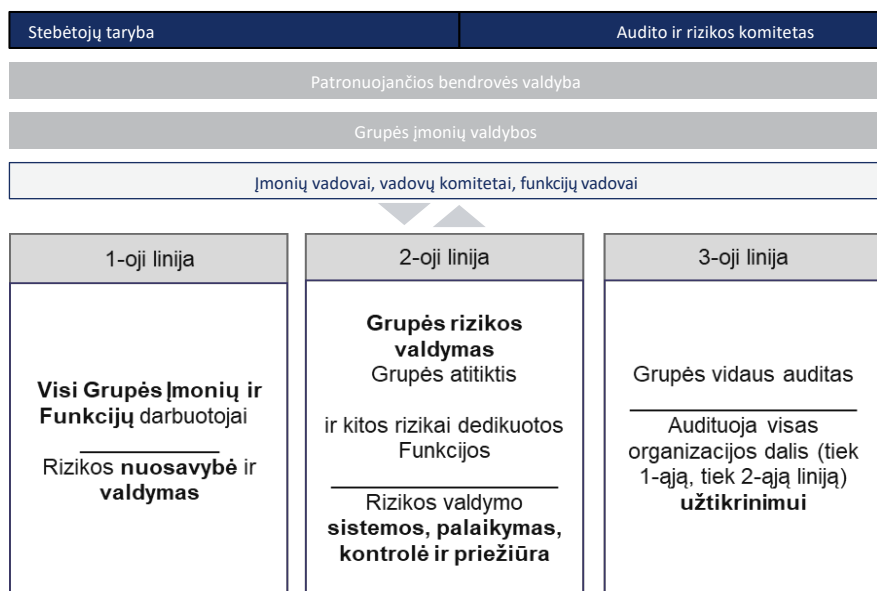 Stebėtojų taryba
Audito ir rizikos komitetas
Patronuojančios bendrovės valdyba
Grupės įmonių valdybos
Įmonių vadovai, vadovų komitetai, funkcijų vadovai
1-oji linija
Visi Grupės Įmonių ir
Funkcijų darbuotojai
Rizikos nuosavybė ir
valdymas
2-oji linija
Grupės rizikos
valdymas
Grupės atitiktis
ir kitos rizikai dedikuotos
Funkcijos
Rizikos valdymo
sistemos, palaikymas,
kontrolė ir priežiūra
3-oji linija
Grupės vidaus auditas
Audituoja visas
organizacijos dalis (tiek
1-ąją, tiek 2-ąją liniją)
užtikrinimui